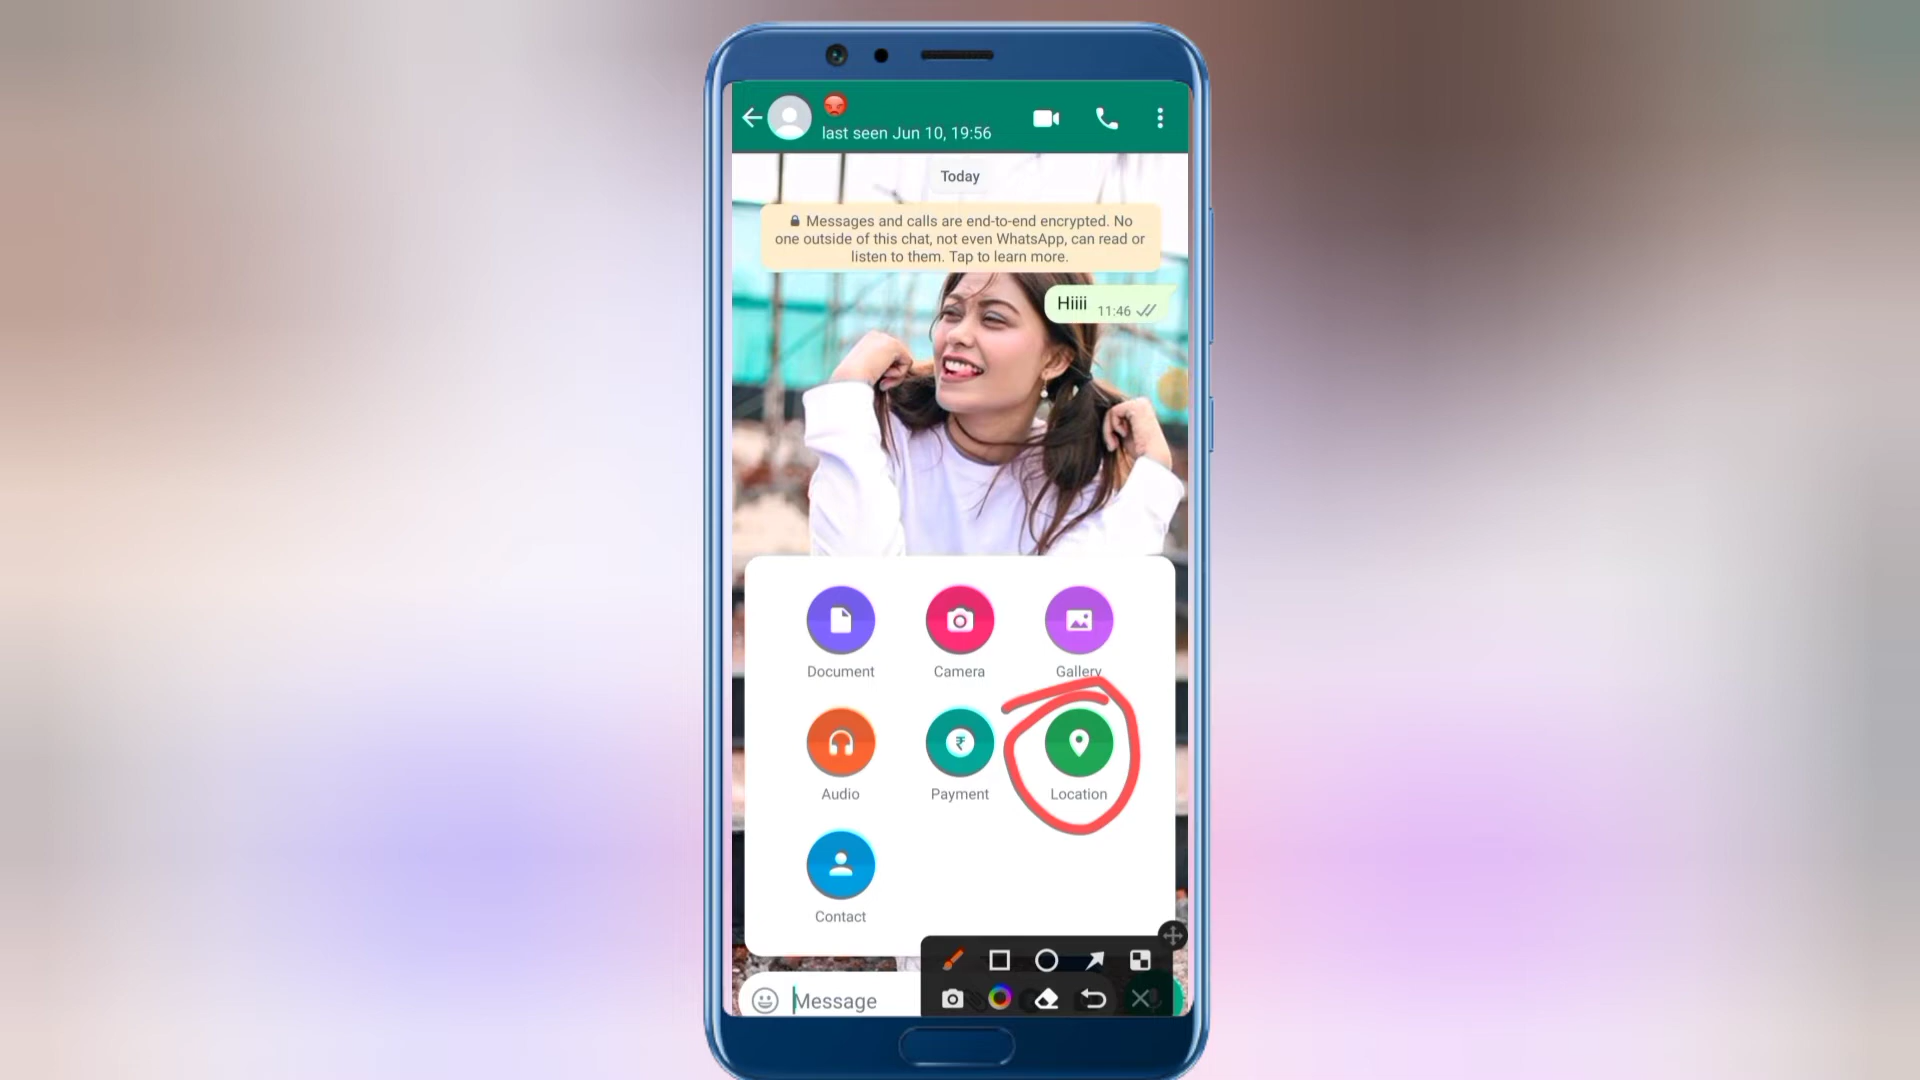 😡
last seen Jun 10, 19:56
Today
🔒 Messages and calls are end-to-end encrypted. No
one outside of this chat, not even WhatsApp, can read or
listen to them. Tap to learn more.
Hiiii 11:46
Document Camera Gallery
Audio Payment Location
Contact
Message